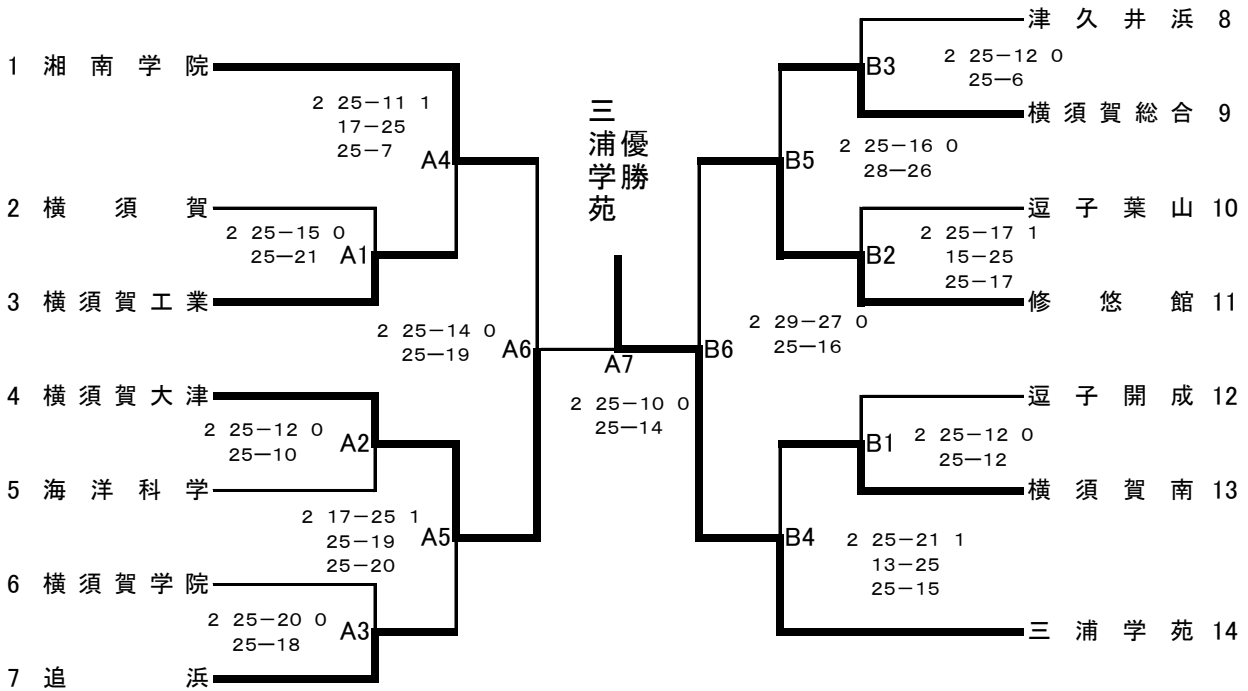 1 湘南学院
2 25－11 1
17－25
25－7
A4
2 横須賀
2 25－15 0
25－21
A1
3 横須賀工業
2 25－14 0
25－19
A6
4 横須賀大津
2 25－12 0
25－10
A2
5 海洋科学
2 17－25 1
25－19
25－20
A5
6 横須賀学院
2 25－20 0
25－18
A3
7 追浜
優勝
三浦学苑
A7
2 25－10 0
25－14
津久井浜 8
B3
2 25－12 0
25－6
横須賀総合 9
B5
2 25－16 0
28－26
逗子葉山 10
B2
2 25－17 1
15－25
25－17
修悠館 11
B6
2 29－27 0
25－16
逗子開成 12
B1
2 25－12 0
25－12
横須賀南 13
B4
2 25－21 1
13－25
25－15
三浦学苑 14